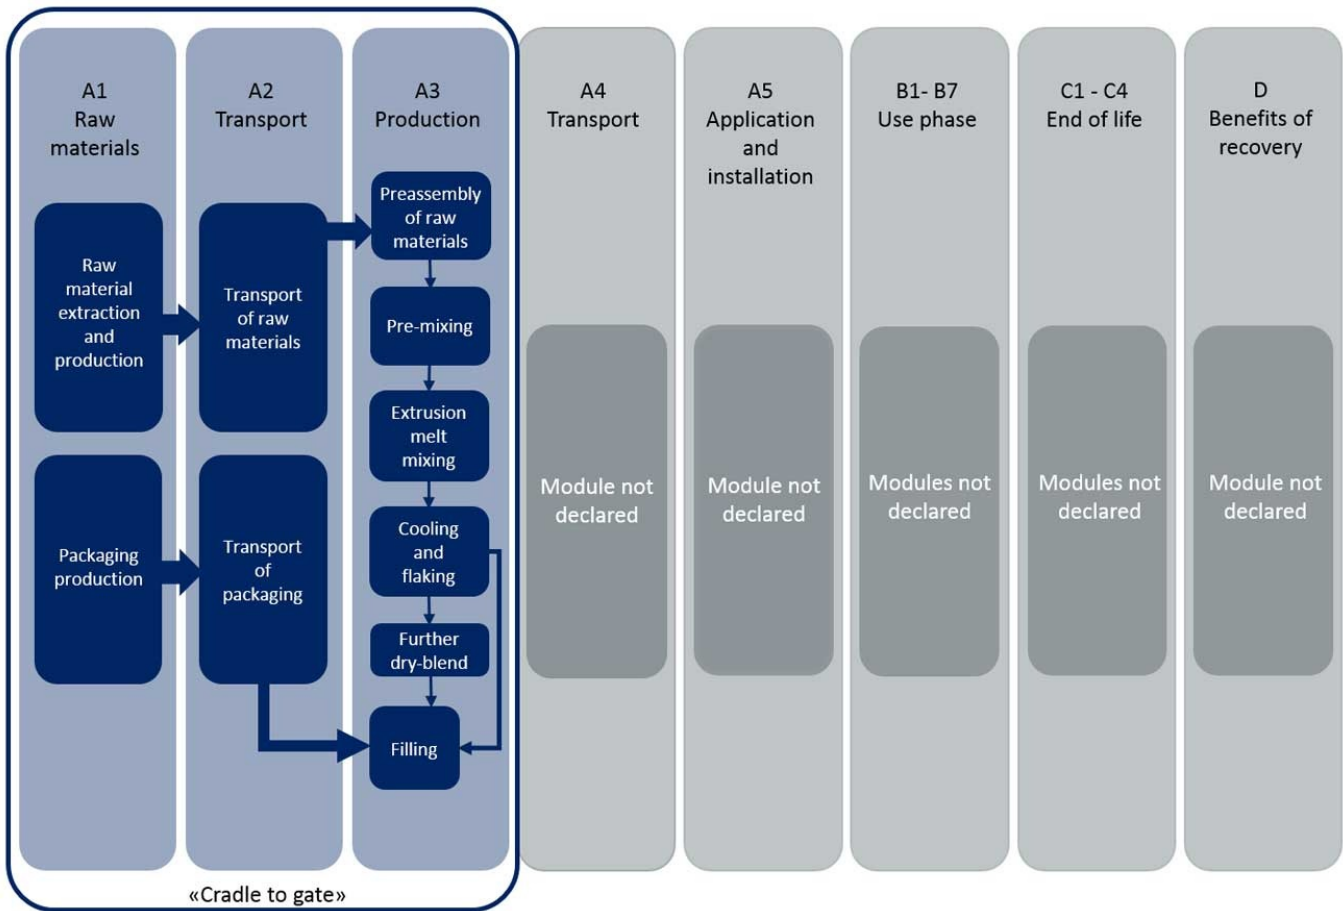 A1
Raw
materials
A2
Transport
A3
Production
A4
Transport
A5
Application
and
installation
B1- B7
Use phase
C1 - C4
End of life
D
Benefits of
recovery
Raw
material
extraction
and
production
Packaging
production
Transport
of raw
materials
Transport
of
packaging
Preassembly
of raw
materials
Pre-mixing
Extrusion
melt
mixing
Cooling
and
flaking
Further
dry-blend
Filling
Module not
declared
Module not
declared
Modules not
declared
Modules not
declared
Module not
declared
«Cradle to gate»